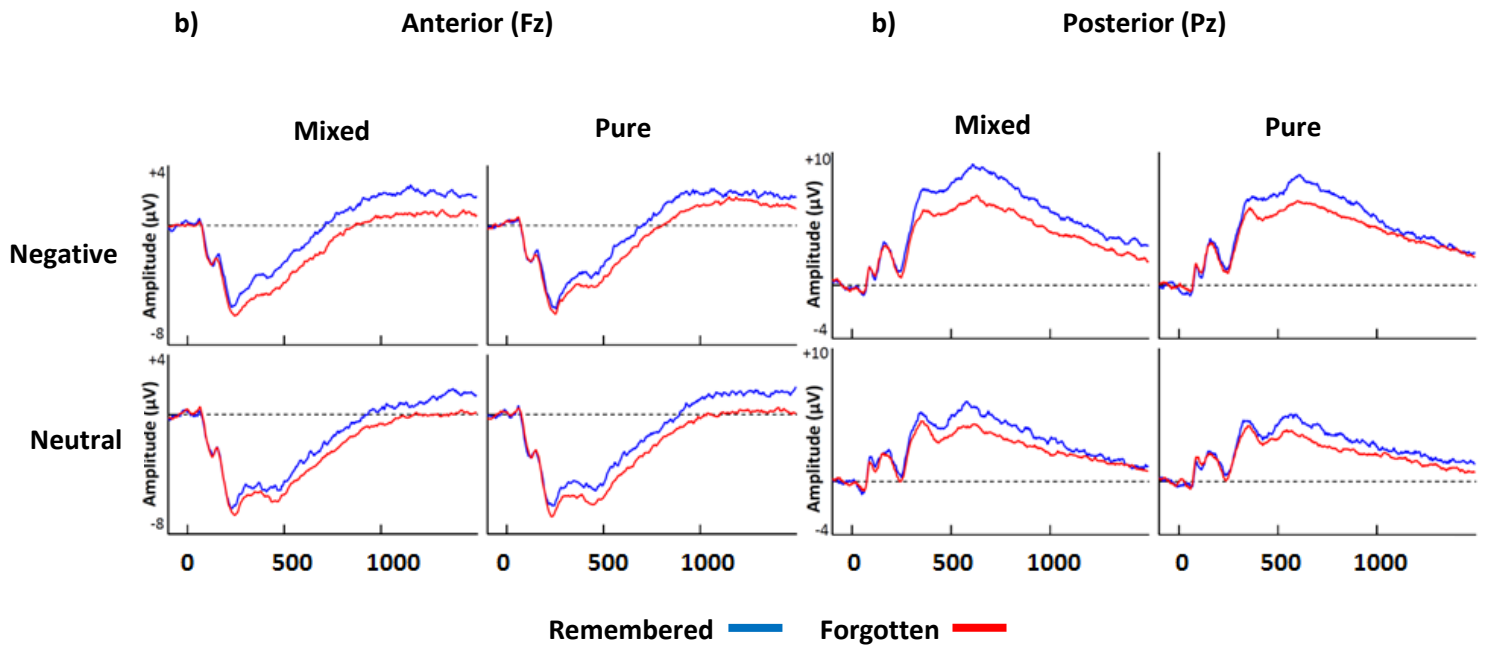 b) Anterior (Fz) b) Posterior (Pz)
Mixed Pure Mixed Pure
Negative
+4
Amplitude (µV)
-8
+10
Amplitude (µV)
-4
Neutral
+4
Amplitude (µV)
-8
+10
Amplitude (µV)
-4
0 500 1000 0 500 1000 0 500 1000 0 500 1000
Remembered Forgotten